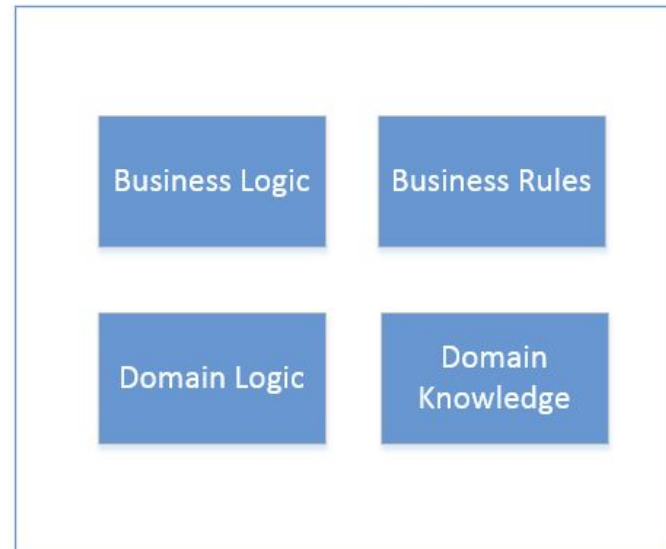 Business Logic
Business Rules
Domain Logic
Domain
Knowledge